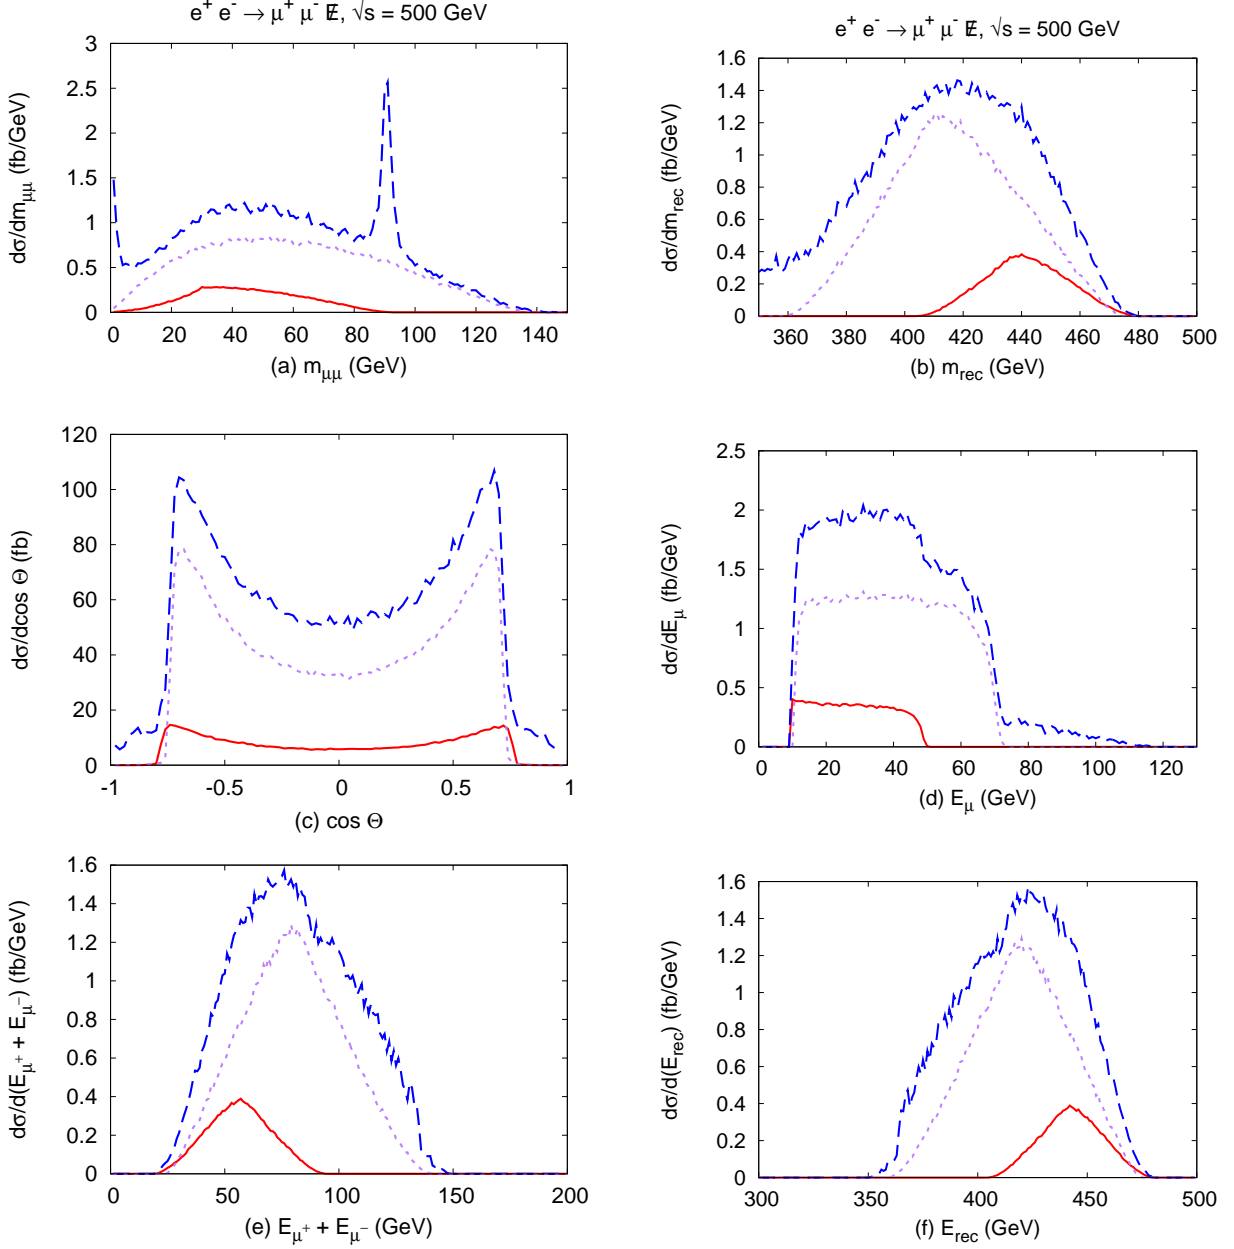 e⁺ e⁻ → μ⁺ μ⁻ E̸, √s = 500 GeV
dσ/dm_μμ (fb/GeV)
3
2.5
2
1.5
1
0.5
0
0 20 40 60 80 100 120 140
(a) m_μμ (GeV)
e⁺ e⁻ → μ⁺ μ⁻ E̸, √s = 500 GeV
dσ/dm_rec (fb/GeV)
1.6
1.4
1.2
1
0.8
0.6
0.4
0.2
0
360 380 400 420 440 460 480 500
(b) m_rec (GeV)
dσ/dcos Θ (fb)
120
100
80
60
40
20
0
-1 -0.5 0 0.5 1
(c) cos Θ
dσ/dE_μ (fb/GeV)
2.5
2
1.5
1
0.5
0
0 20 40 60 80 100 120
(d) E_μ (GeV)
dσ/d(E_μ⁺ + E_μ⁻) (fb/GeV)
1.6
1.4
1.2
1
0.8
0.6
0.4
0.2
0
0 50 100 150 200
(e) E_μ⁺ + E_μ⁻ (GeV)
dσ/d(E_rec) (fb/GeV)
1.6
1.4
1.2
1
0.8
0.6
0.4
0.2
0
300 350 400 450 500
(f) E_rec (GeV)